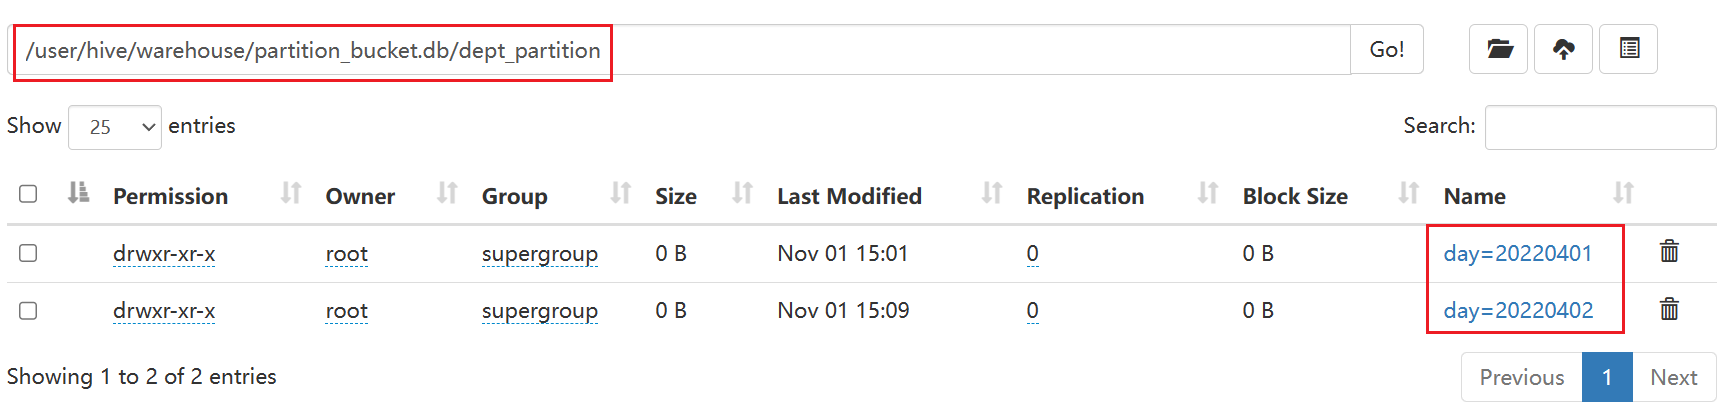 /user/hive/warehouse/partition_bucket.db/dept_partition Go!
Show 25 entries Search:
Permission Owner Group Size Last Modified Replication Block Size Name
drwxr-xr-x root supergroup 0 B Nov 01 15:01 0 0 B day=20220401
drwxr-xr-x root supergroup 0 B Nov 01 15:09 0 0 B day=20220402
Showing 1 to 2 of 2 entries Previous 1 Next